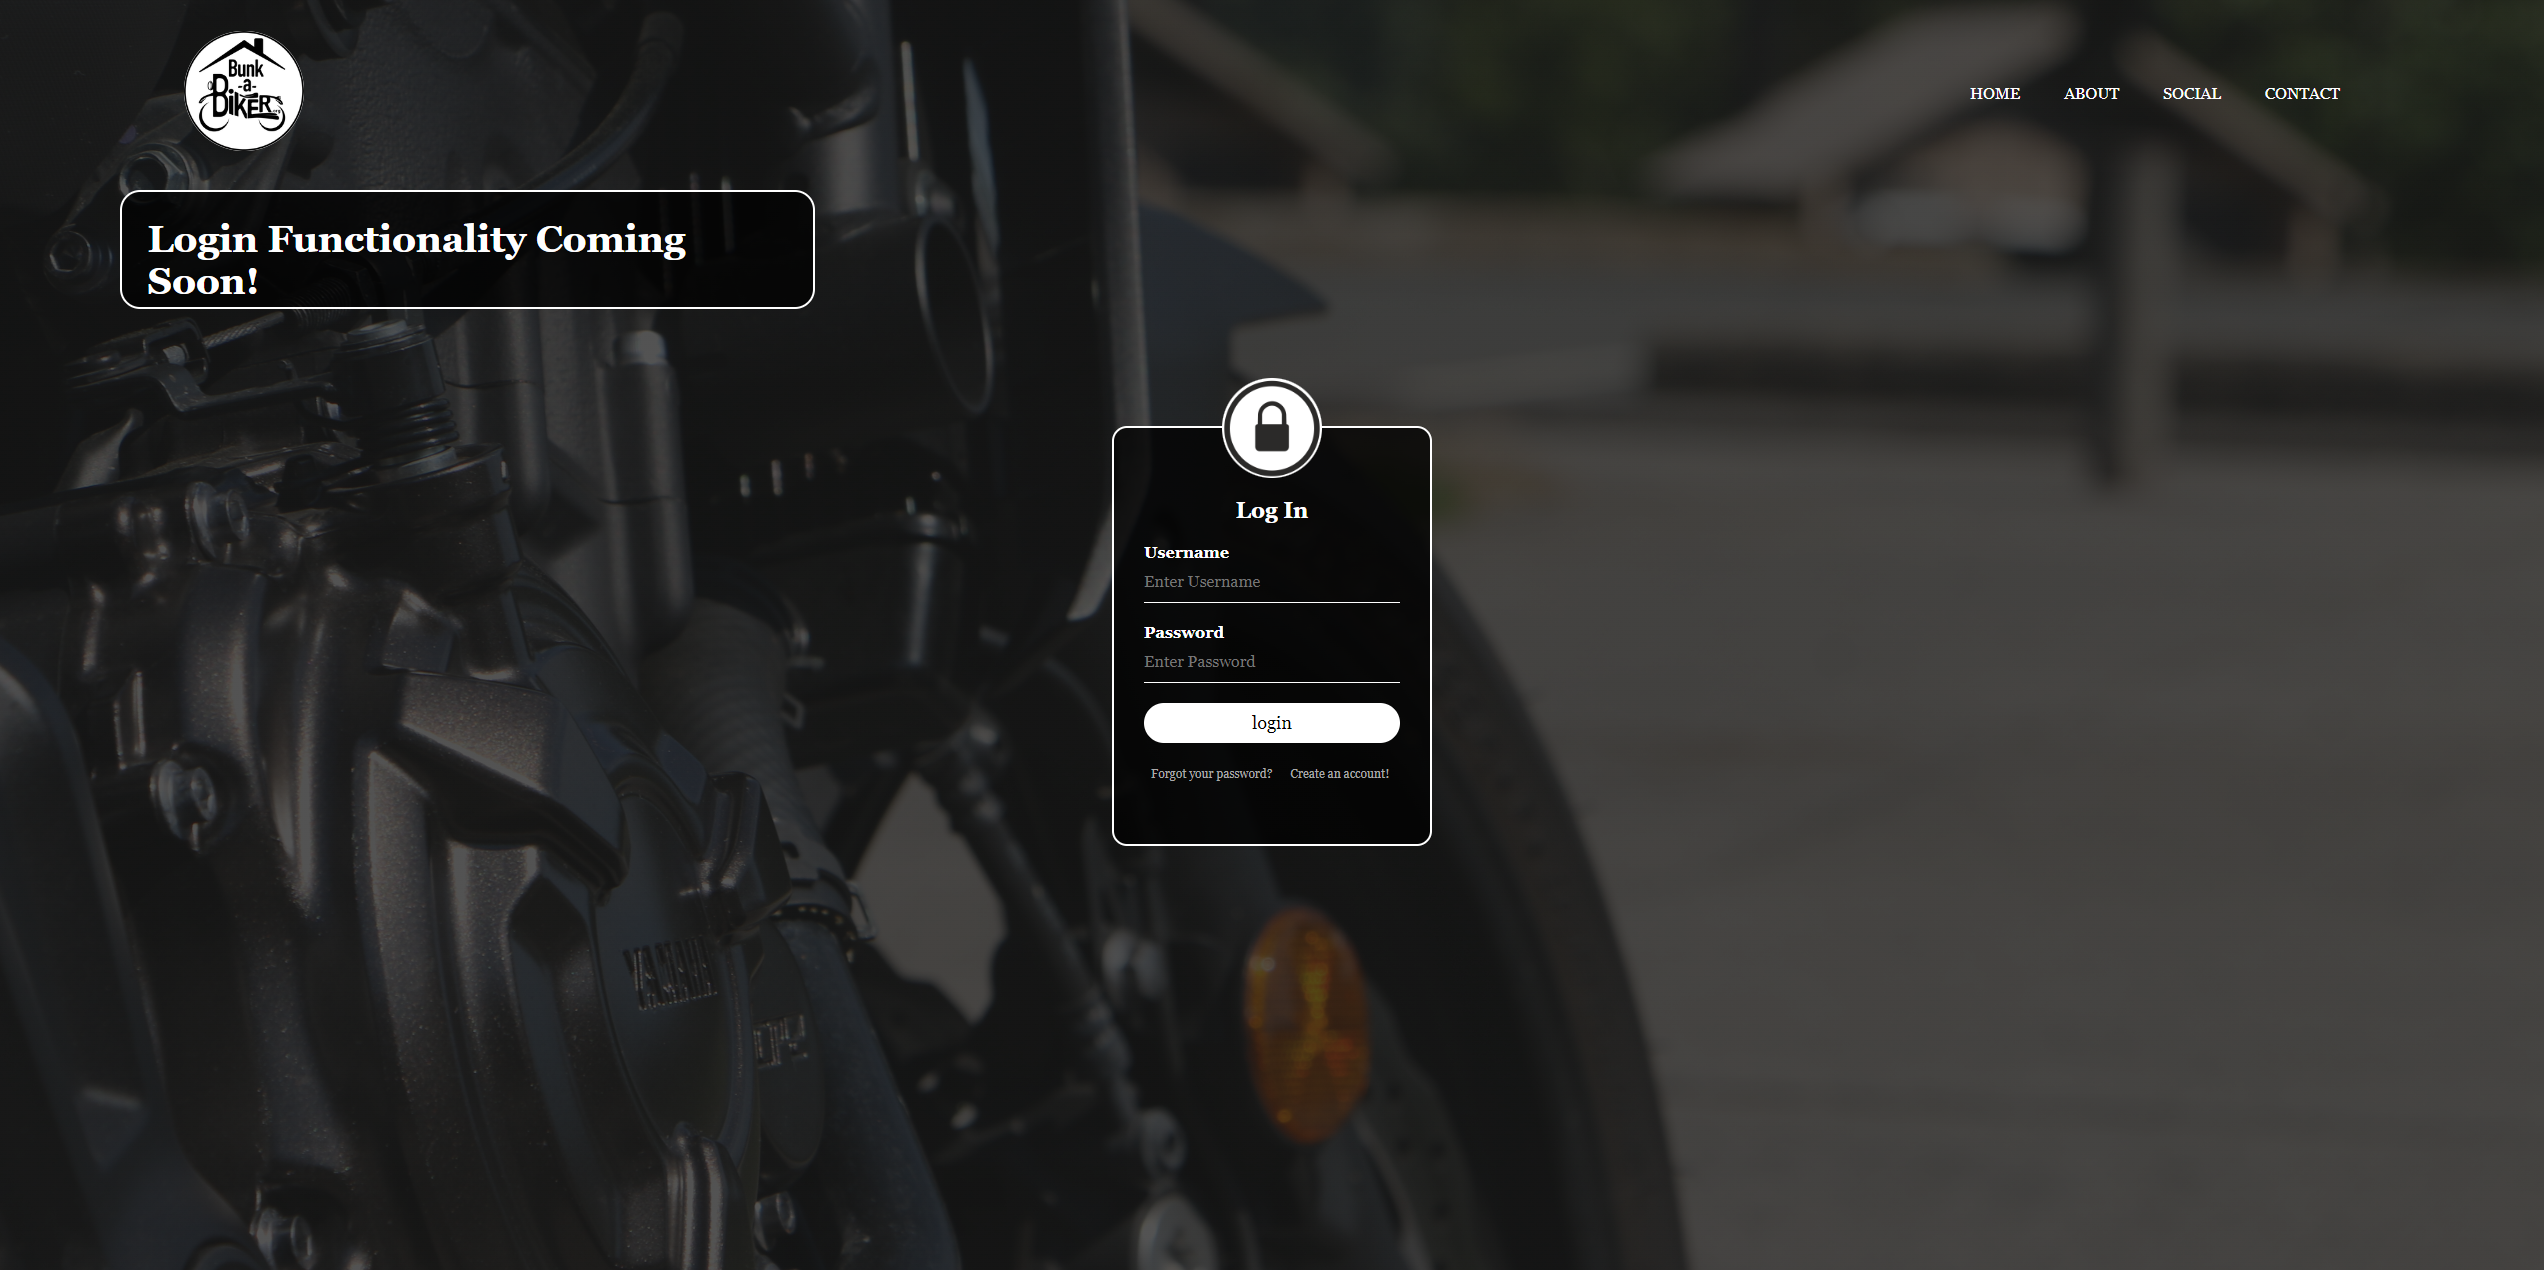 Bunk
-a-
BIKER
HOME ABOUT SOCIAL CONTACT
Login Functionality Coming
Soon!
Log In
Username
Enter Username
Password
Enter Password
login
Forgot your password? Create an account!
YAMAHA